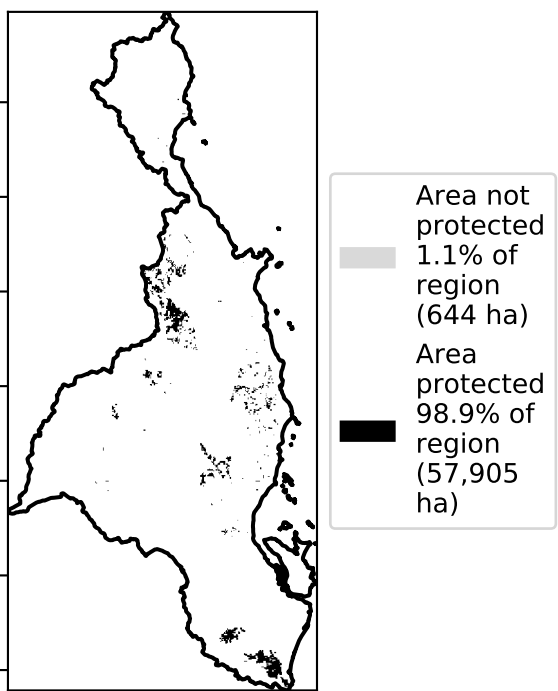 Area not
protected
1.1% of
region
(644 ha)
Area
protected
98.9% of
region
(57,905
ha)